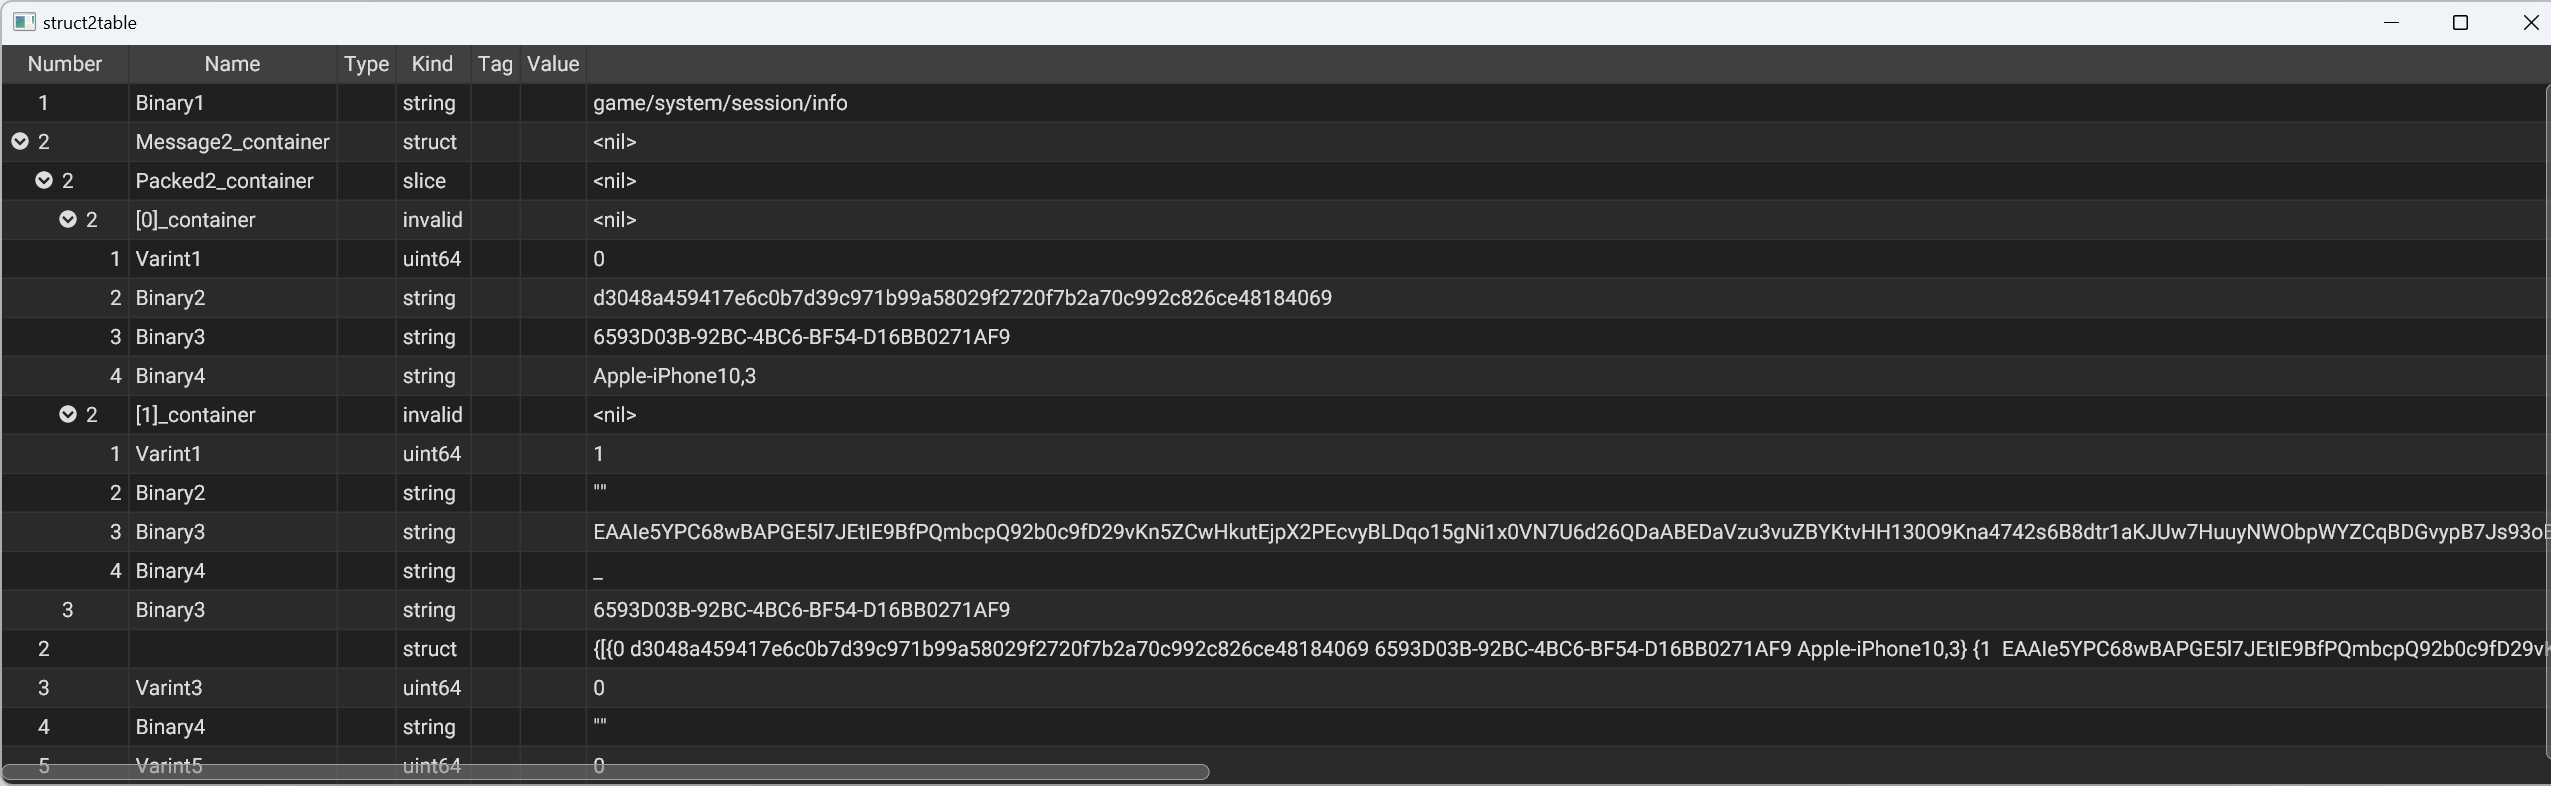 struct2table
Number Name Type Kind Tag Value
1 Binary1 string game/system/session/info
2 Message2_container struct <nil>
2 Packed2_container slice <nil>
2 [0]_container invalid <nil>
1 Varint1 uint64 0
2 Binary2 string d3048a459417e6c0b7d39c971b99a58029f2720f7b2a70c992c826ce48184069
3 Binary3 string 6593D03B-92BC-4BC6-BF54-D16BB0271AF9
4 Binary4 string Apple-iPhone10,3
2 [1]_container invalid <nil>
1 Varint1 uint64 1
2 Binary2 string ""
3 Binary3 string
4 Binary4 string _
3 Binary3 string 6593D03B-92BC-4BC6-BF54-D16BB0271AF9
2 struct {[{0 d3048a459417e6c0b7d39c971b99a58029f2720f7b2a70c992c826ce48184069 6593D03B-92BC-4BC6-BF54-D16BB0271AF9 Apple-iPhone10,3} {1
3 Varint3 uint64 0
4 Binary4 string ""
5 Varint5 uint64 0